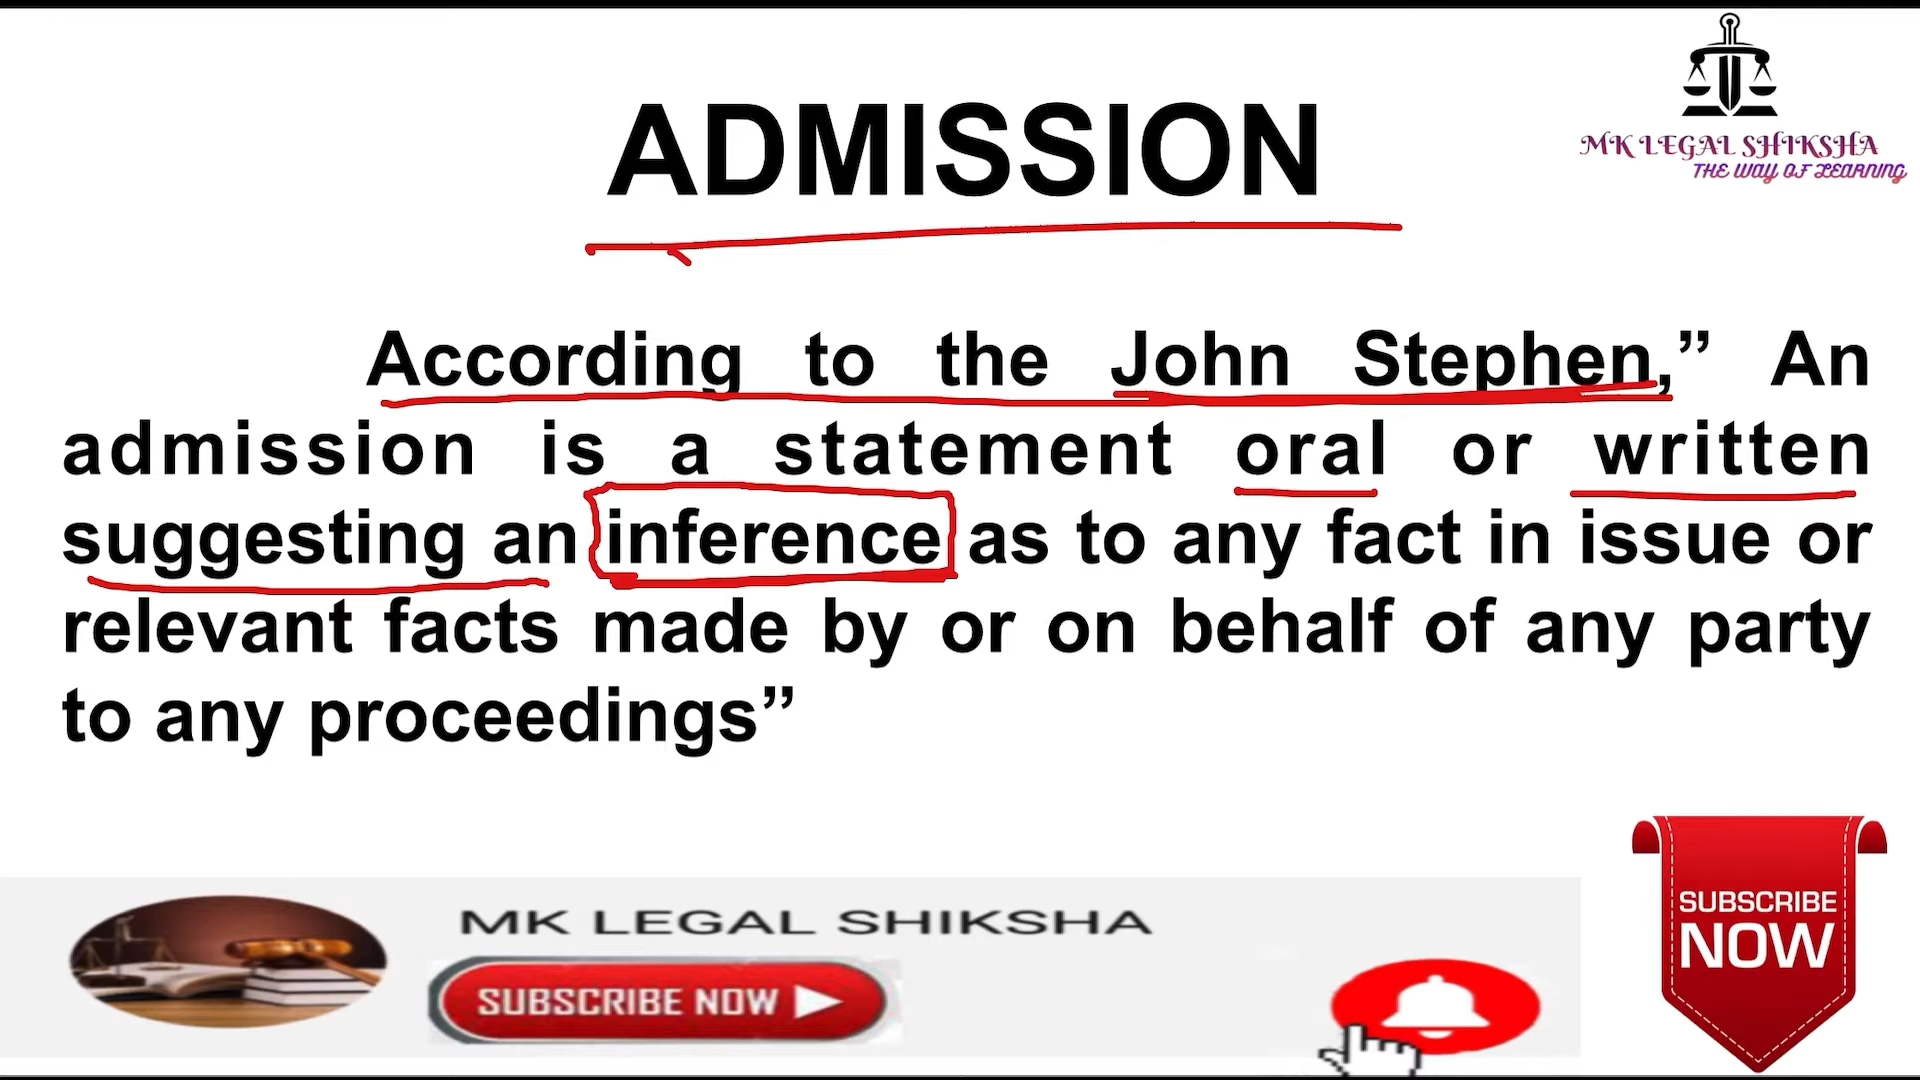 MK LEGAL SHIKSHA
THE WAY OF LEARNING
ADMISSION
According to the John Stephen,” An
admission is a statement oral or written
suggesting an inference as to any fact in issue or
relevant facts made by or on behalf of any party
to any proceedings”
MK LEGAL SHIKSHA
SUBSCRIBE NOW
SUBSCRIBE
NOW